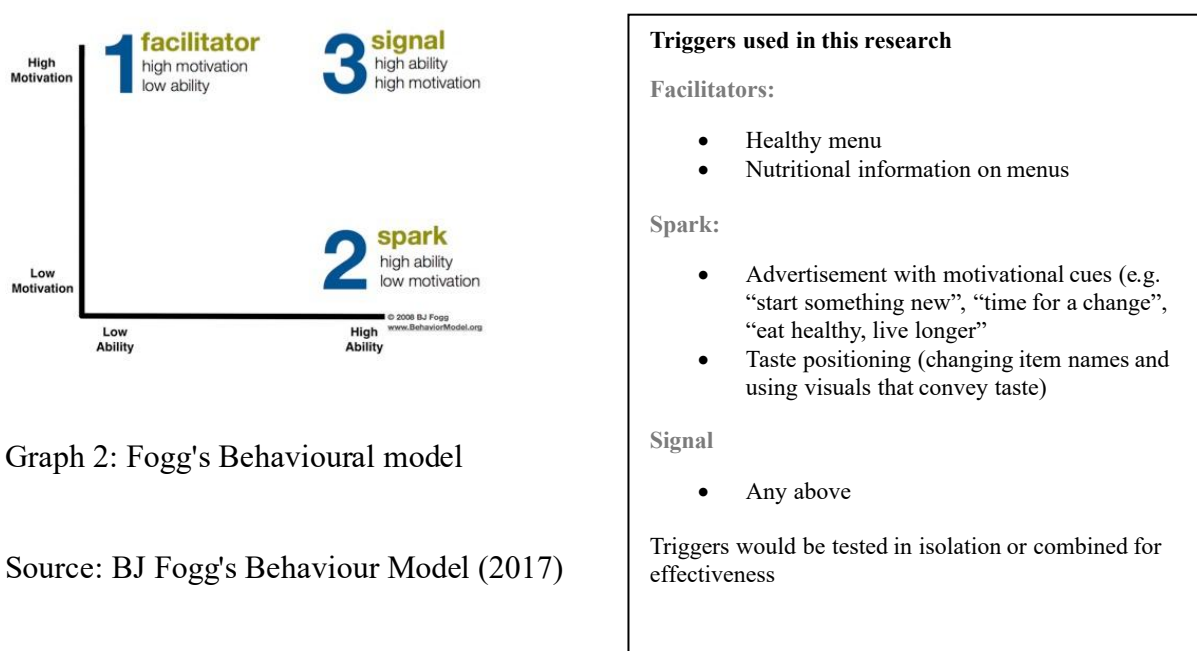 High
Motivation
1 facilitator
high motivation
low ability
3 signal
high ability
high motivation
Low
Motivation
2 spark
high ability
low motivation
© 2008 BJ Fogg
www.BehaviorModel.org
Low
Ability
High
Ability
Graph 2: Fogg's Behavioural model
Source: BJ Fogg's Behaviour Model (2017)
Triggers used in this research
Facilitators:
• Healthy menu
• Nutritional information on menus
Spark:
• Advertisement with motivational cues (e.g.
“start something new”, “time for a change”,
“eat healthy, live longer”
• Taste positioning (changing item names and
using visuals that convey taste)
Signal
• Any above
Triggers would be tested in isolation or combined for
effectiveness